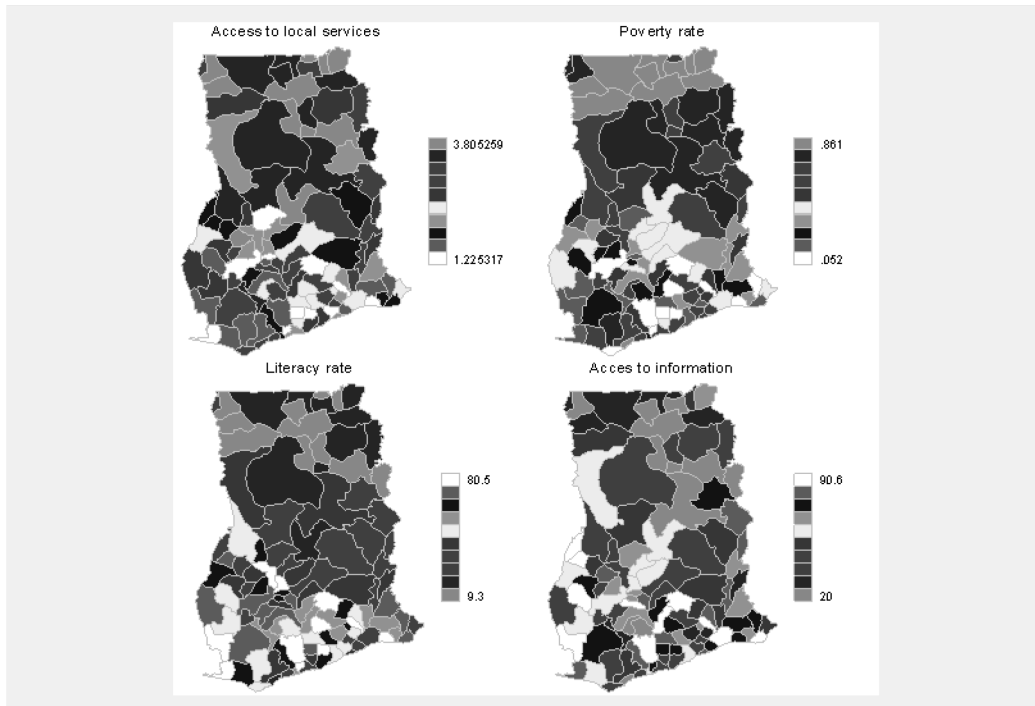 Access to local services
Poverty rate
3.805259
1.225317
.861
.052
Literacy rate
Acces to information
80.5
9.3
90.6
20